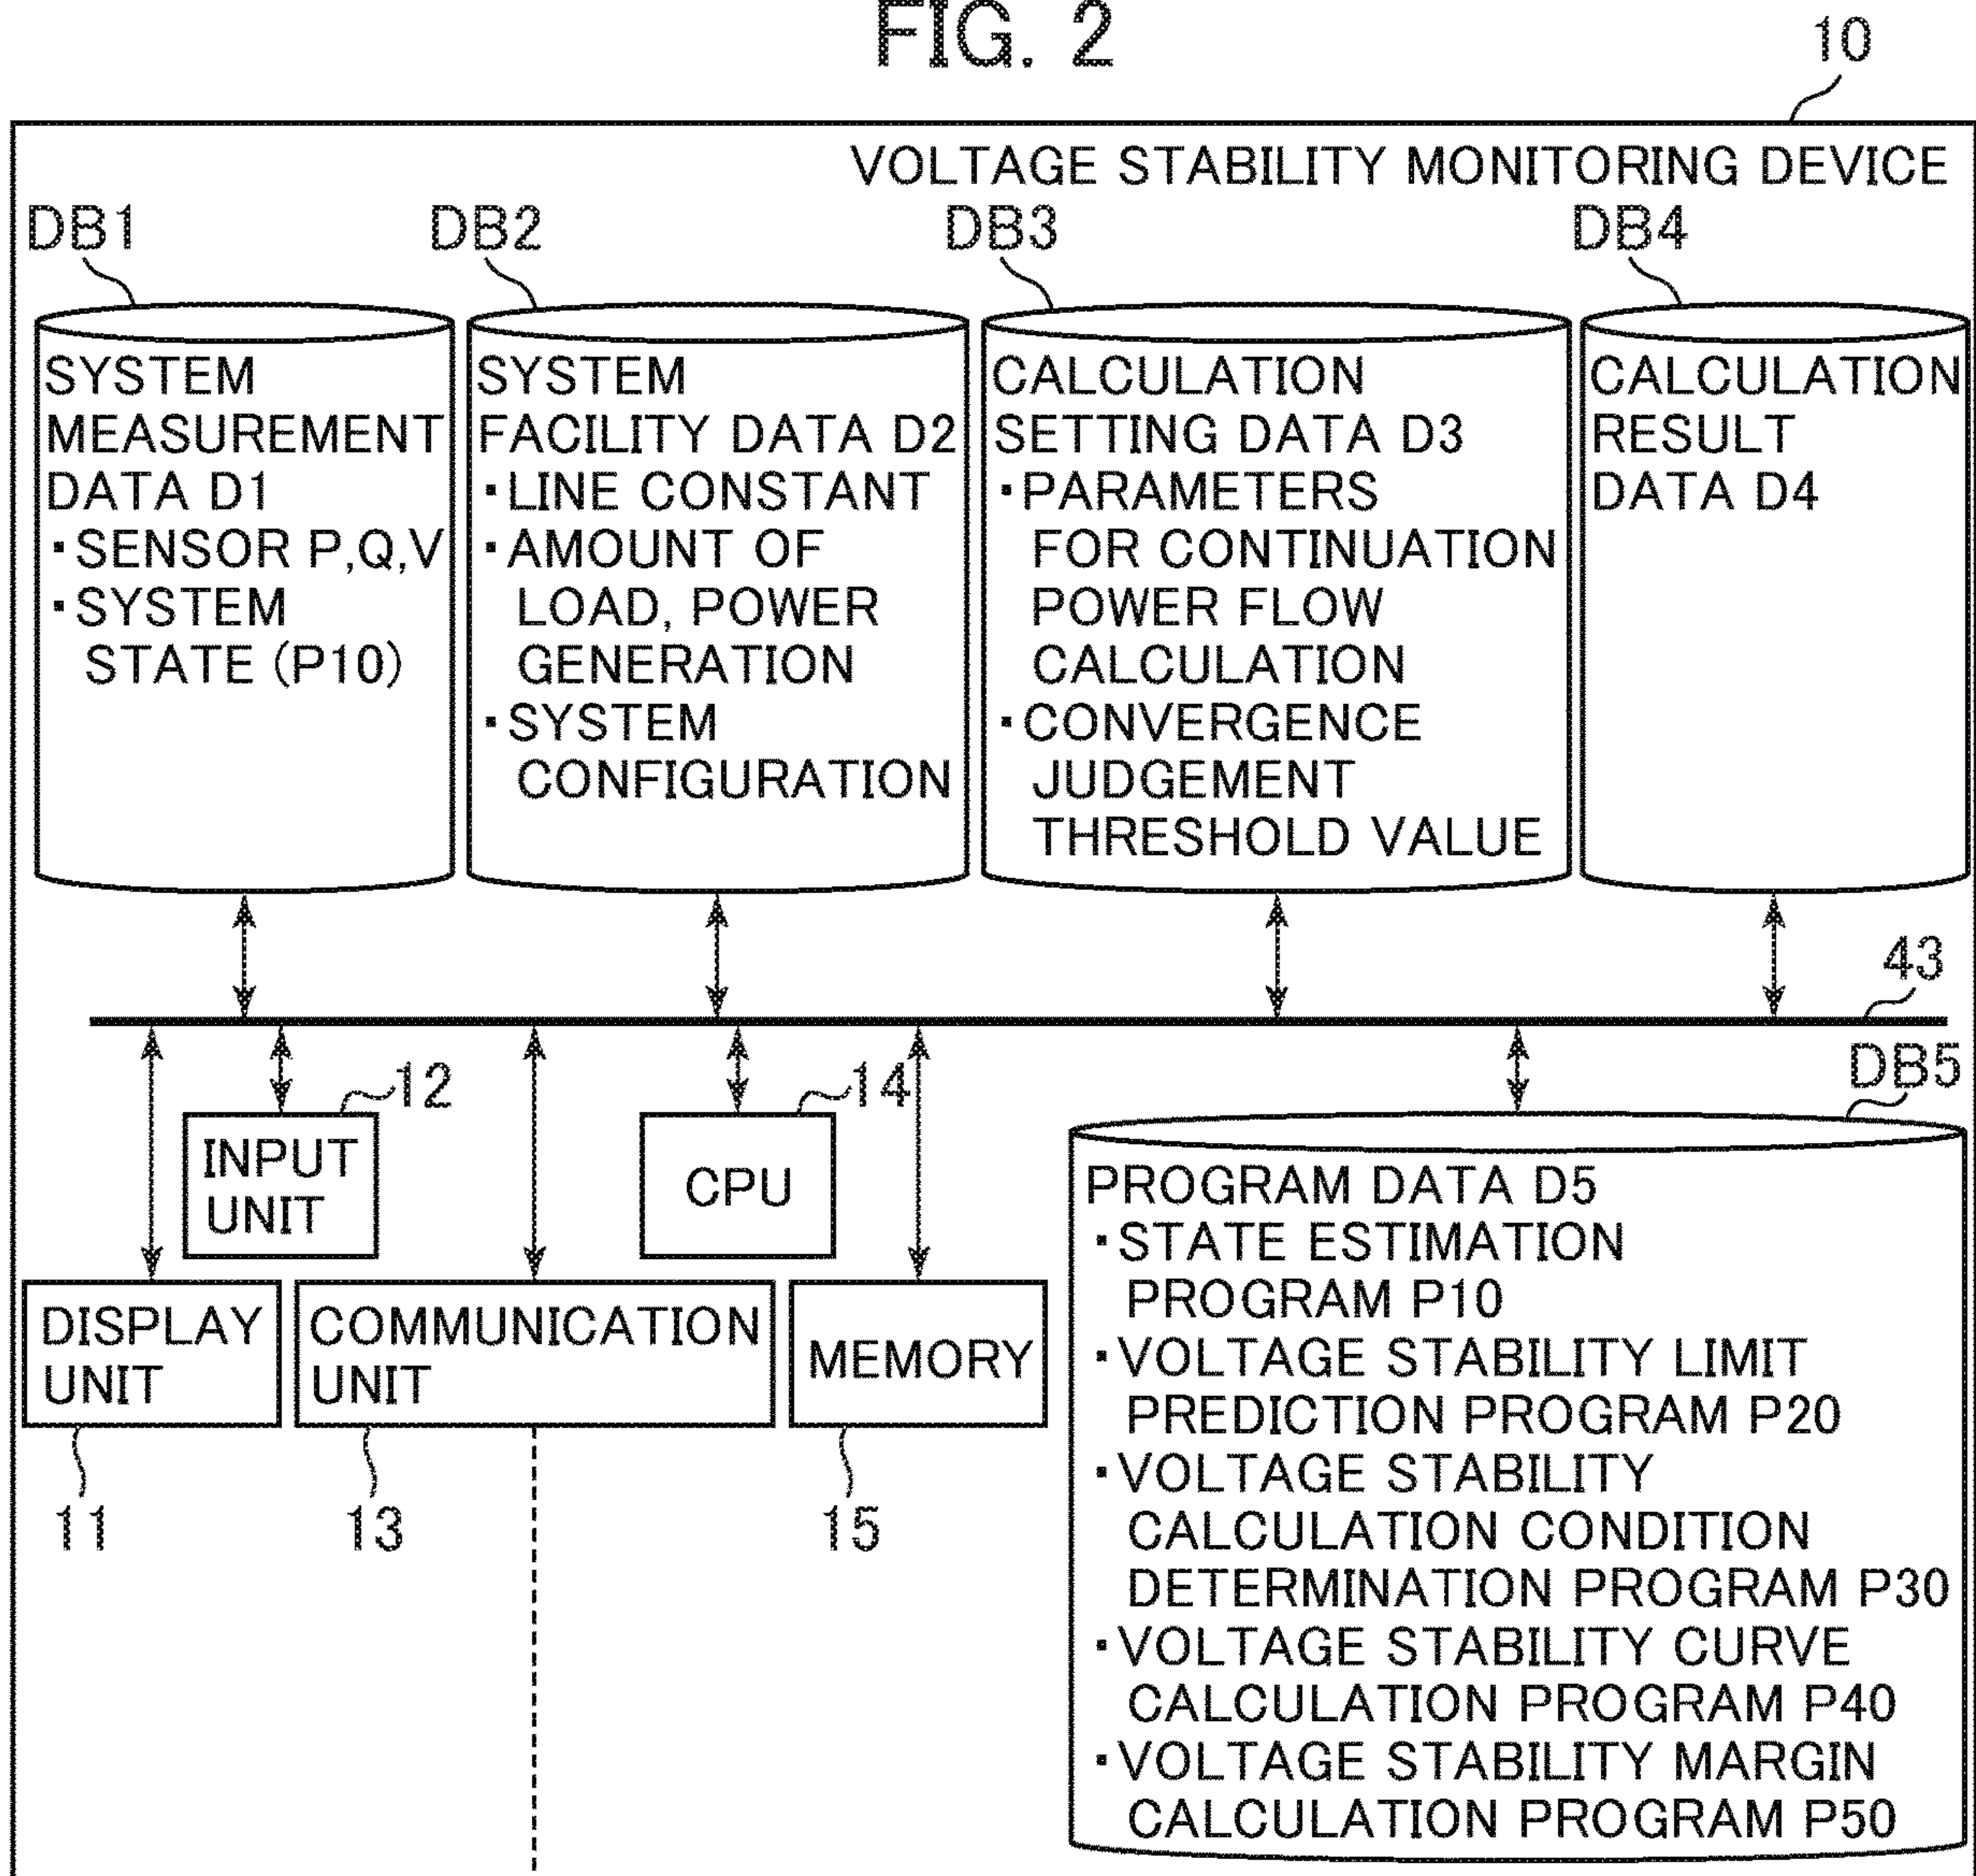 FIG. 2
10
VOLTAGE STABILITY MONITORING DEVICE
DB1
SYSTEM
MEASUREMENT
DATA D1
・SENSOR P,Q,V
・SYSTEM
STATE (P10)
DB2
SYSTEM
FACILITY DATA D2
・LINE CONSTANT
・AMOUNT OF
LOAD, POWER
GENERATION
・SYSTEM
CONFIGURATION
DB3
CALCULATION
SETTING DATA D3
・PARAMETERS
FOR CONTINUATION
POWER FLOW
CALCULATION
・CONVERGENCE
JUDGEMENT
THRESHOLD VALUE
DB4
CALCULATION
RESULT
DATA D4
43
12
INPUT
UNIT
14
CPU
DISPLAY
UNIT
11
COMMUNICATION
UNIT
13
MEMORY
15
DB5
PROGRAM DATA D5
・STATE ESTIMATION
PROGRAM P10
・VOLTAGE STABILITY LIMIT
PREDICTION PROGRAM P20
・VOLTAGE STABILITY
CALCULATION CONDITION
DETERMINATION PROGRAM P30
・VOLTAGE STABILITY CURVE
CALCULATION PROGRAM P40
・VOLTAGE STABILITY MARGIN
CALCULATION PROGRAM P50